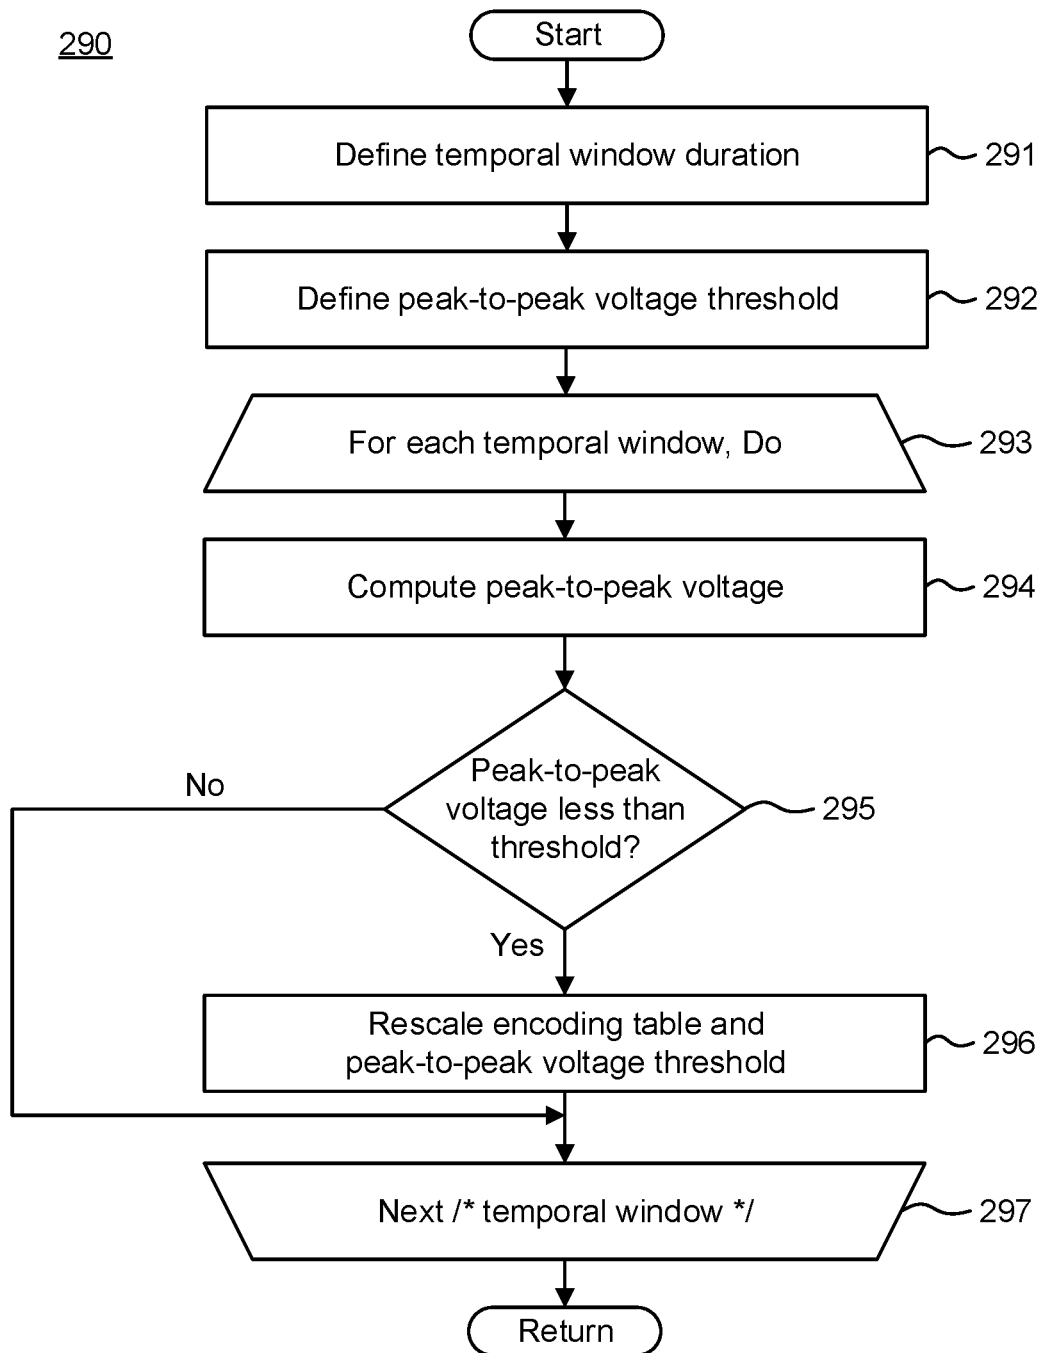 290
Start
Define temporal window duration
291
Define peak-to-peak voltage threshold
292
For each temporal window, Do
293
Compute peak-to-peak voltage
294
Peak-to-peak
voltage less than
threshold?
295
No
Yes
Rescale encoding table and
peak-to-peak voltage threshold
296
Next /* temporal window */
297
Return